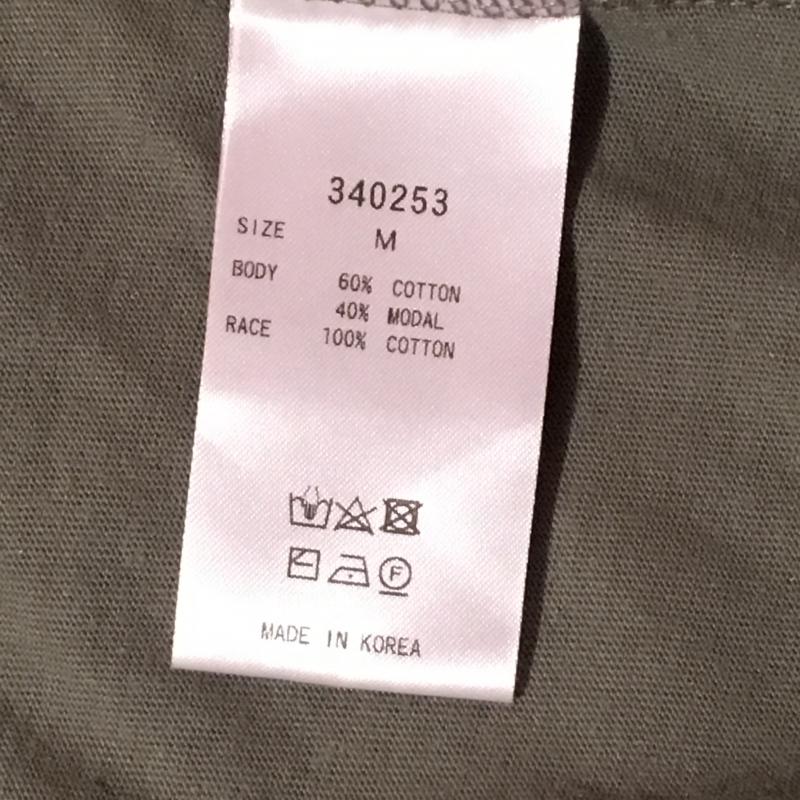 340253
SIZE M
BODY 60% COTTON
40% MODAL
RACE 100% COTTON
F
MADE IN KOREA